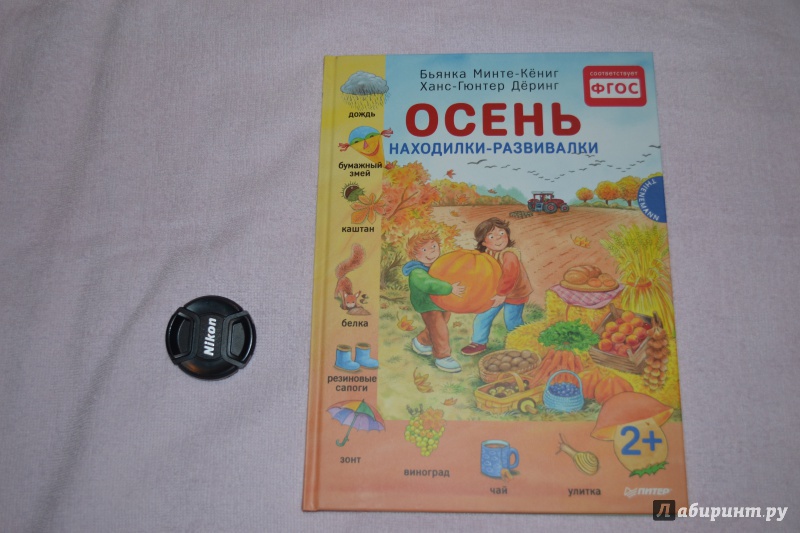 Бьянка Минте-Кёниг
Ханс-Гюнтер Дёринг
соответствует
ФГОС
ОСЕНЬ
НАХОДИЛКИ-РАЗВИВАЛКИ
THIENEMANN
дождь
бумажный
змей
каштан
белка
резиновые
сапоги
зонт
виноград
чай
улитка
2+
ПИТЕР
Nikon
Лабиринт.ру